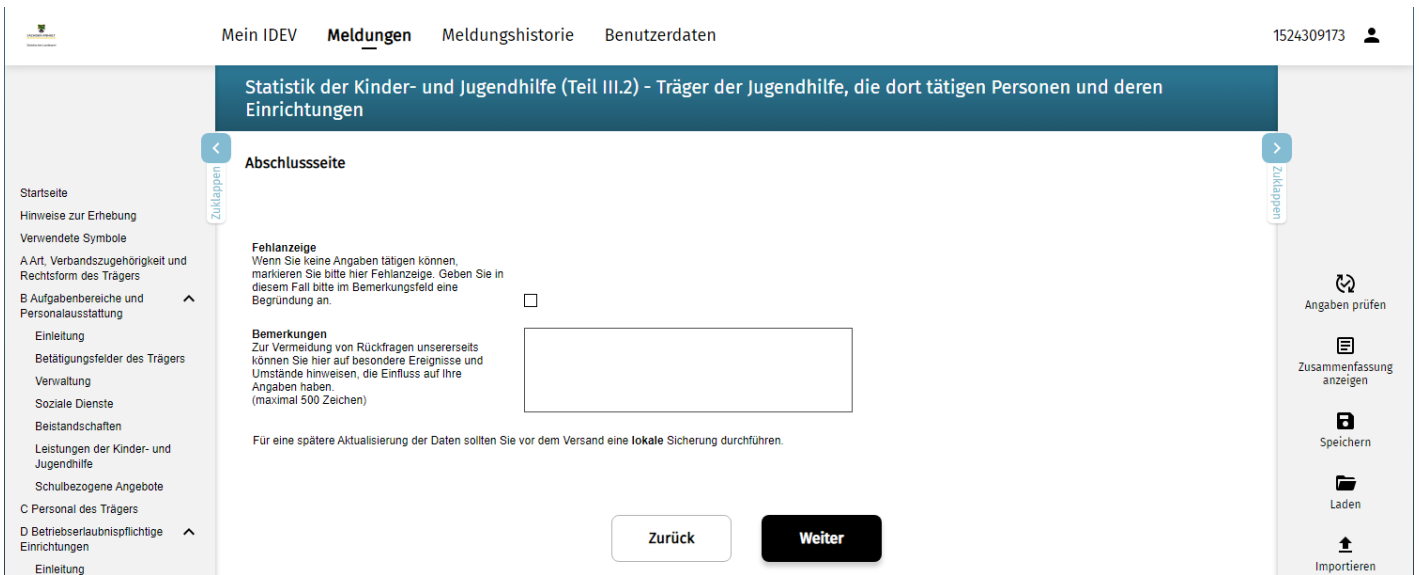 Mein IDEV
Meldungen
Meldungshistorie
Benutzerdaten
1524309173
Statistik der Kinder- und Jugendhilfe (Teil III.2) - Träger der Jugendhilfe, die dort tätigen Personen und deren
Einrichtungen
Zuklappen
Startseite
Hinweise zur Erhebung
Verwendete Symbole
A Art, Verbandszugehörigkeit und
Rechtsform des Trägers
B Aufgabenbereiche und
Personalausstattung
Einleitung
Betätigungsfelder des Trägers
Verwaltung
Soziale Dienste
Beistandschaften
Leistungen der Kinder- und
Jugendhilfe
Schulbezogene Angebote
C Personal des Trägers
D Betriebserlaubnispflichtige
Einrichtungen
Einleitung
Abschlussseite
Fehlanzeige
Wenn Sie keine Angaben tätigen können,
markieren Sie bitte hier Fehlanzeige. Geben Sie in
diesem Fall bitte im Bemerkungsfeld eine
Begründung an.
Bemerkungen
Zur Vermeidung von Rückfragen unsererseits
können Sie hier auf besondere Ereignisse und
Umstände hinweisen, die Einfluss auf Ihre
Angaben haben.
(maximal 500 Zeichen)
Für eine spätere Aktualisierung der Daten sollten Sie vor dem Versand eine lokale Sicherung durchführen.
Zurück
Weiter
Zuklappen
Angaben prüfen
Zusammenfassung
anzeigen
Speichern
Laden
Importieren